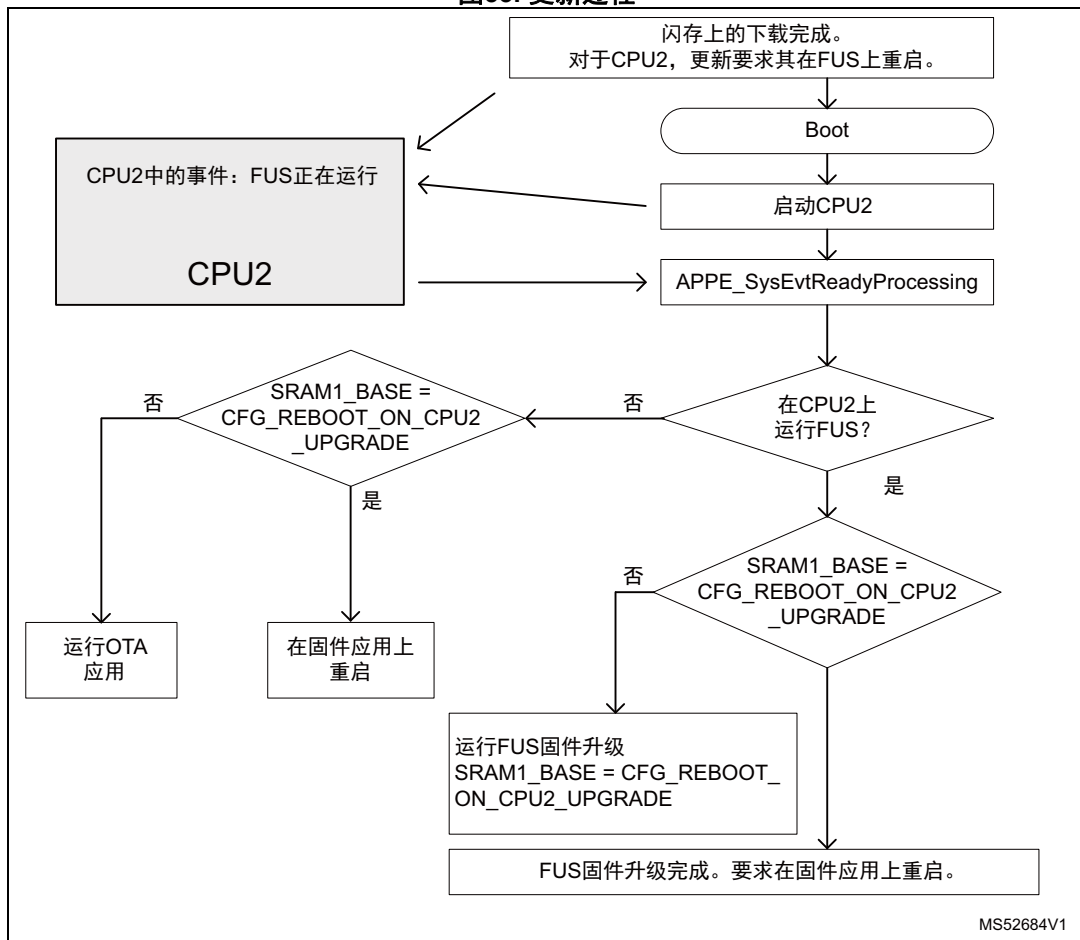 闪存上的下载完成。
对于CPU2，更新要求其在FUS上重启。
Boot
CPU2中的事件：FUS正在运行
启动CPU2
CPU2
APPE_SysEvtReadyProcessing
SRAM1_BASE =
CFG_REBOOT_ON_CPU2
_UPGRADE
否
否
在CPU2上
运行FUS？
是
是
SRAM1_BASE =
CFG_REBOOT_ON_CPU2
_UPGRADE
否
运行OTA
应用
在固件应用上
重启
运行FUS固件升级
SRAM1_BASE = CFG_REBOOT_
ON_CPU2_UPGRADE
FUS固件升级完成。要求在固件应用上重启。
MS52684V1